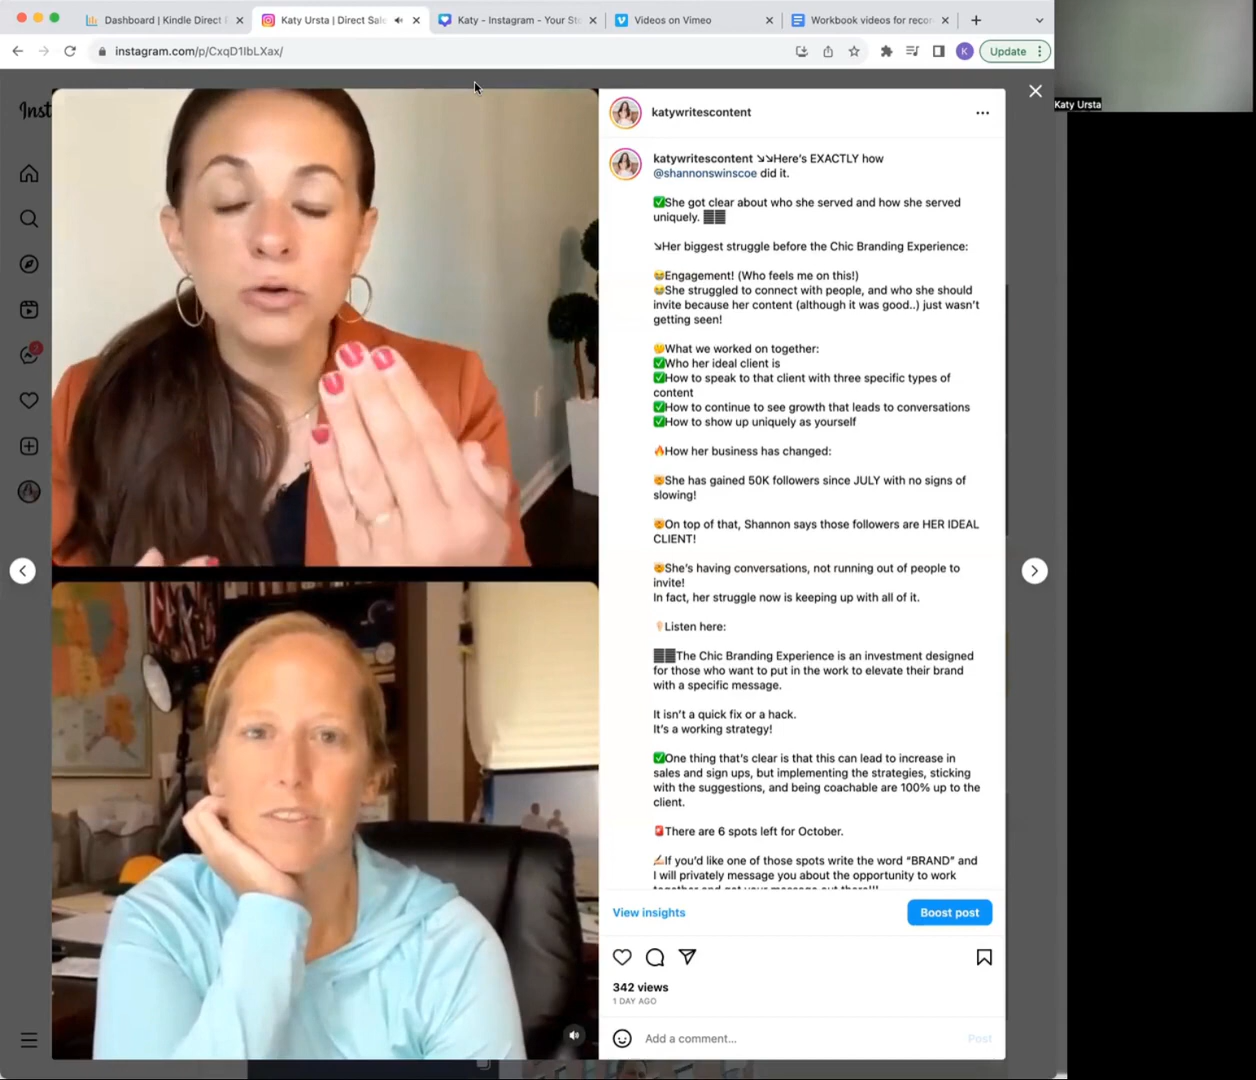 Dashboard | Kindle Direct
Katy Ursta | Direct Sale
Katy - Instagram - Your Sto
Videos on Vimeo
Workbook videos for recor
instagram.com/p/CxqD1IbLXax/
K
Update
Katy Ursta
Inst
2
katywritescontent
katywritescontent ↘↘Here's EXACTLY how
@shannonswinscoe did it.
✅She got clear about who she served and how she served
uniquely.
↘Her biggest struggle before the Chic Branding Experience:
😭Engagement! (Who feels me on this!)
😭She struggled to connect with people, and who she should
invite because her content (although it was good..) just wasn't
getting seen!
What we worked on together:
✅Who her ideal client is
✅How to speak to that client with three specific types of
content
✅How to continue to see growth that leads to conversations
✅How to show up uniquely as yourself
🔥How her business has changed:
🤯She has gained 50K followers since JULY with no signs of
slowing!
🤯On top of that, Shannon says those followers are HER IDEAL
CLIENT!
🤯She's having conversations, not running out of people to
invite!
In fact, her struggle now is keeping up with all of it.
Listen here:
The Chic Branding Experience is an investment designed
for those who want to put in the work to elevate their brand
with a specific message.
It isn't a quick fix or a hack.
It's a working strategy!
✅One thing that's clear is that this can lead to increase in
sales and sign ups, but implementing the strategies, sticking
with the suggestions, and being coachable are 100% up to the
client.
🚨There are 6 spots left for October.
✍If you'd like one of those spots write the word "BRAND" and
I will privately message you about the opportunity to work
together and get your message out there!!!
View insights
Boost post
342 views
1 DAY AGO
Add a comment...
Post